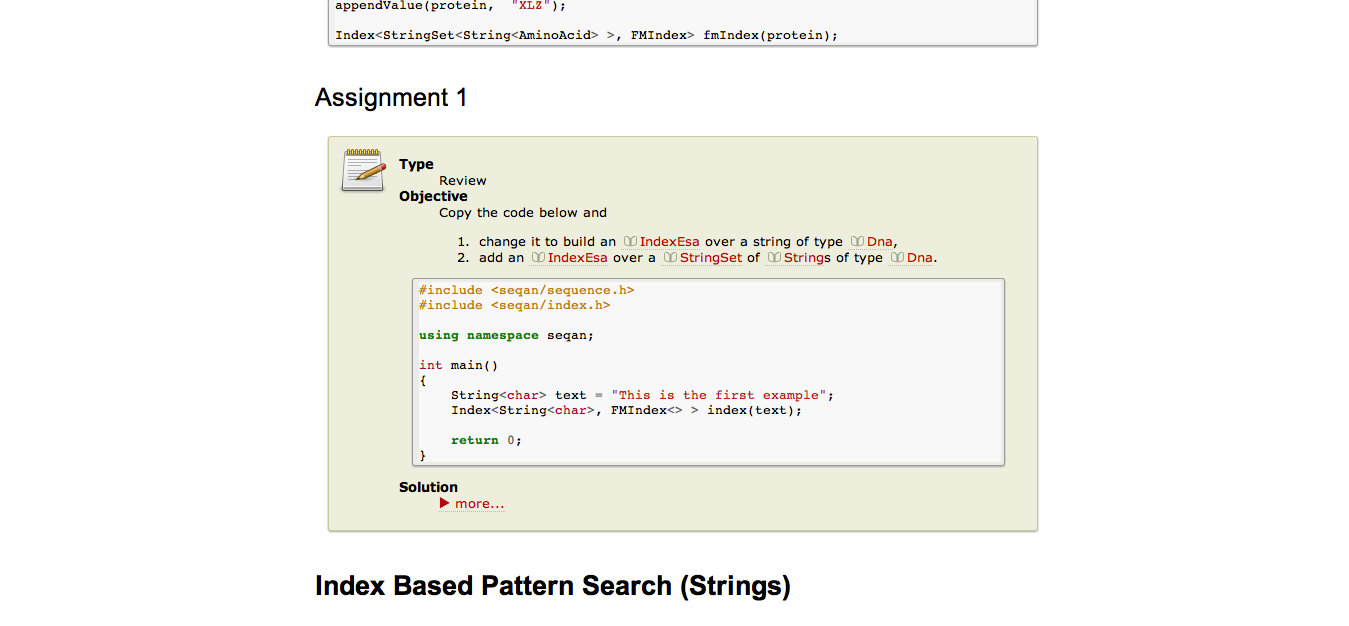 appendValue(protein, "XLZ");
Index<StringSet<String<AminoAcid> >, FMIndex> fmIndex(protein);
Assignment 1
Type
Review
Objective
Copy the code below and
1. change it to build an IndexEsa over a string of type Dna,
2. add an IndexEsa over a StringSet of Strings of type Dna.
#include <seqan/sequence.h>
#include <seqan/index.h>
using namespace seqan;
int main()
{
String<char> text = "This is the first example";
Index<String<char>, FMIndex<> > index(text);
return 0;
}
Solution
more...
Index Based Pattern Search (Strings)